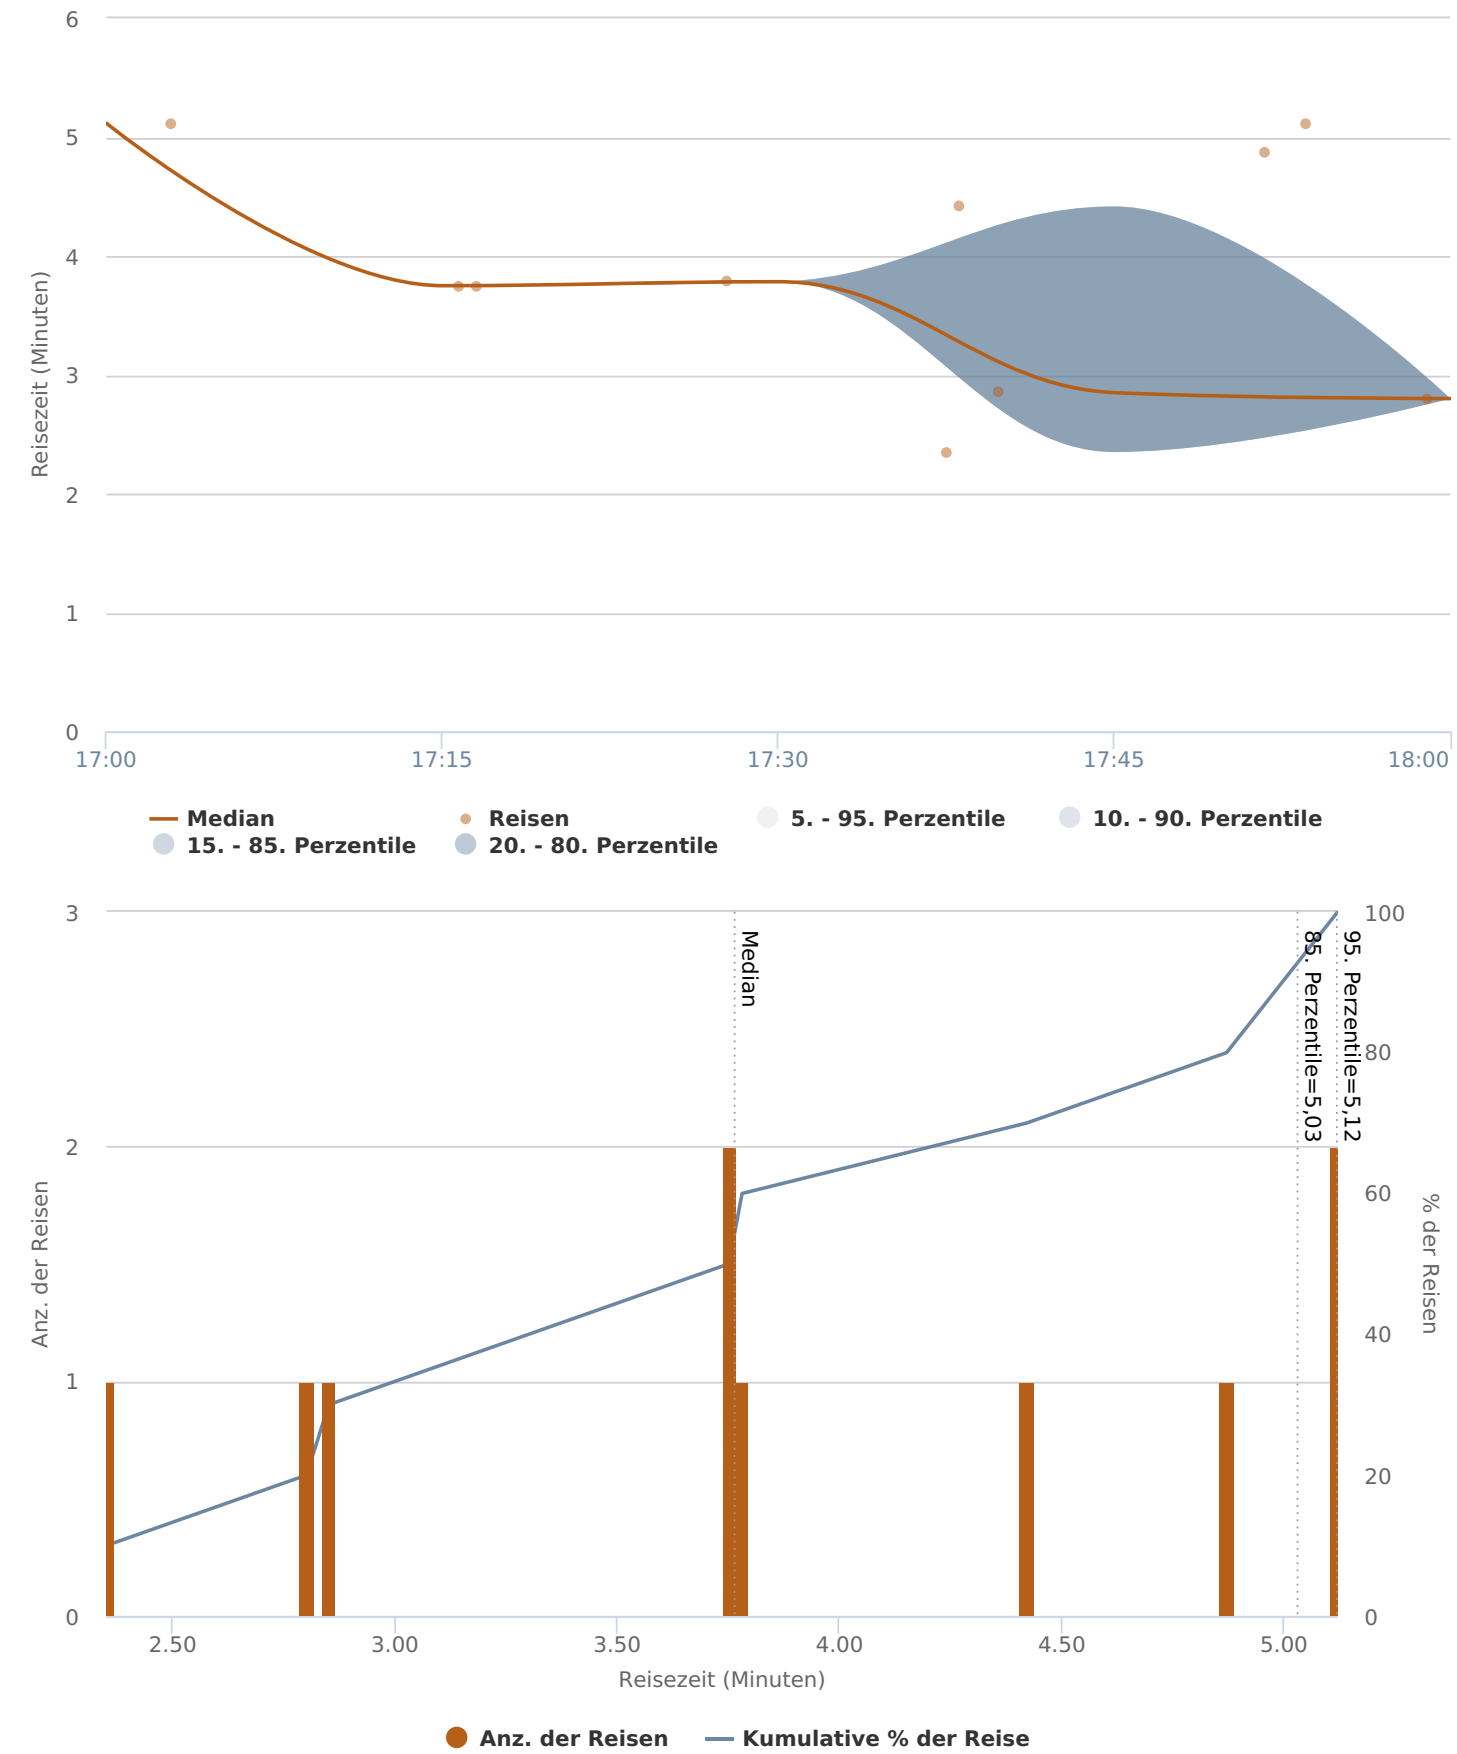 6
5
4
3
2
1
0
Reisezeit (Minuten)
17:00 17:15 17:30 17:45 18:00
Median Reisen 5. - 95. Perzentile 10. - 90. Perzentile
15. - 85. Perzentile 20. - 80. Perzentile
3
2
1
0
Anz. der Reisen
Median
85. Perzentile=5,03
95. Perzentile=5,12
100
80
60
40
20
0
% der Reisen
2.50 3.00 3.50 4.00 4.50 5.00
Reisezeit (Minuten)
Anz. der Reisen Kumulative % der Reise